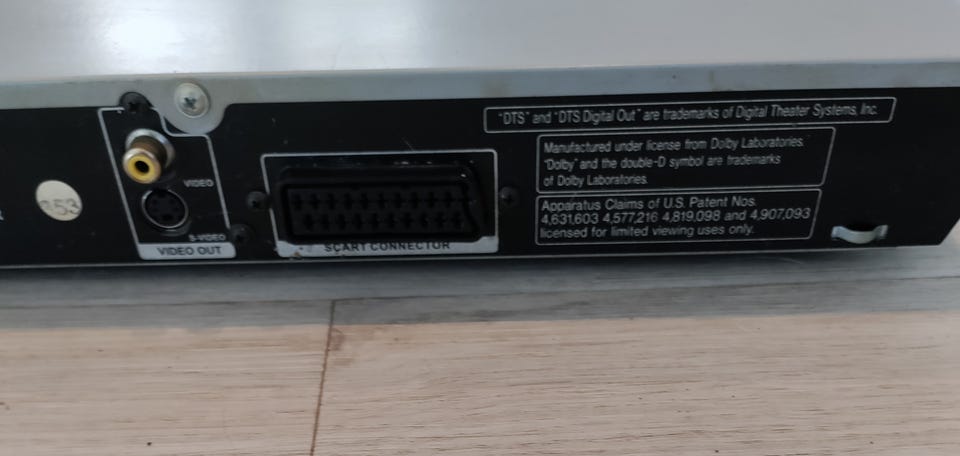 353
VIDEO
S-VIDEO
VIDEO OUT
SCART CONNECTOR
"DTS" and "DTS Digital Out" are trademarks of Digital Theater Systems, Inc.
Manufactured under license from Dolby Laboratories.
"Dolby" and the double-D symbol are trademarks
of Dolby Laboratories.
Apparatus Claims of U.S. Patent Nos.
4,631,603 4,577,216 4,819,098 and 4,907,093
licensed for limited viewing uses only.